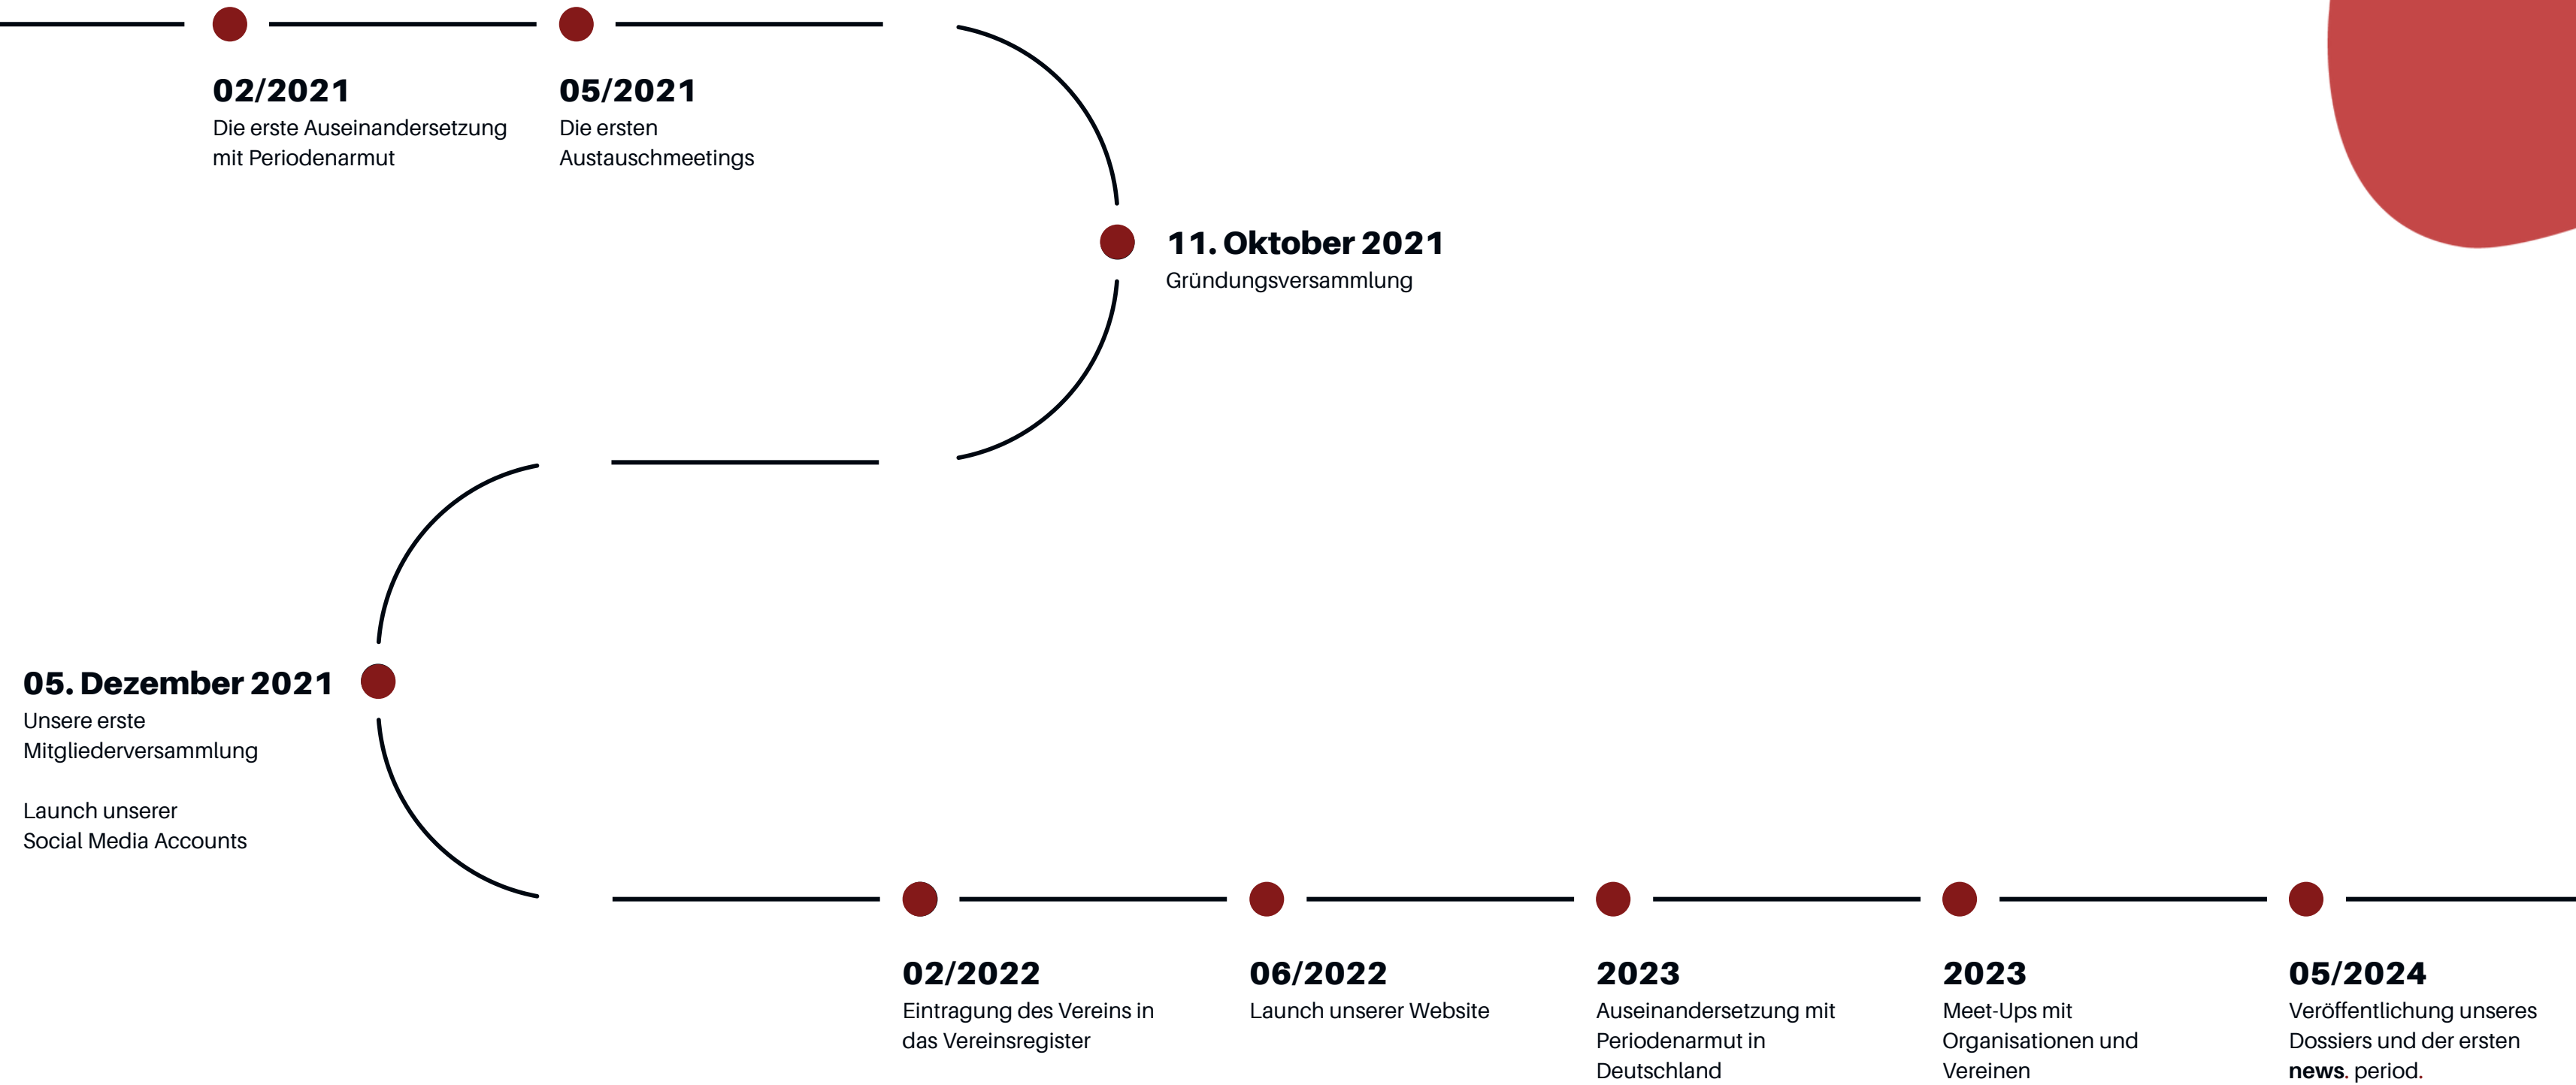 02/2021
Die erste Auseinandersetzung
mit Periodenarmut
05/2021
Die ersten
Austauschmeetings
11. Oktober 2021
Gründungsversammlung
05. Dezember 2021
Unsere erste
Mitgliederversammlung
Launch unserer
Social Media Accounts
02/2022
Eintragung des Vereins in
das Vereinsregister
06/2022
Launch unserer Website
2023
Auseinandersetzung mit
Periodenarmut in
Deutschland
2023
Meet-Ups mit
Organisationen und
Vereinen
05/2024
Veröffentlichung unseres
Dossiers und der ersten
news. period.